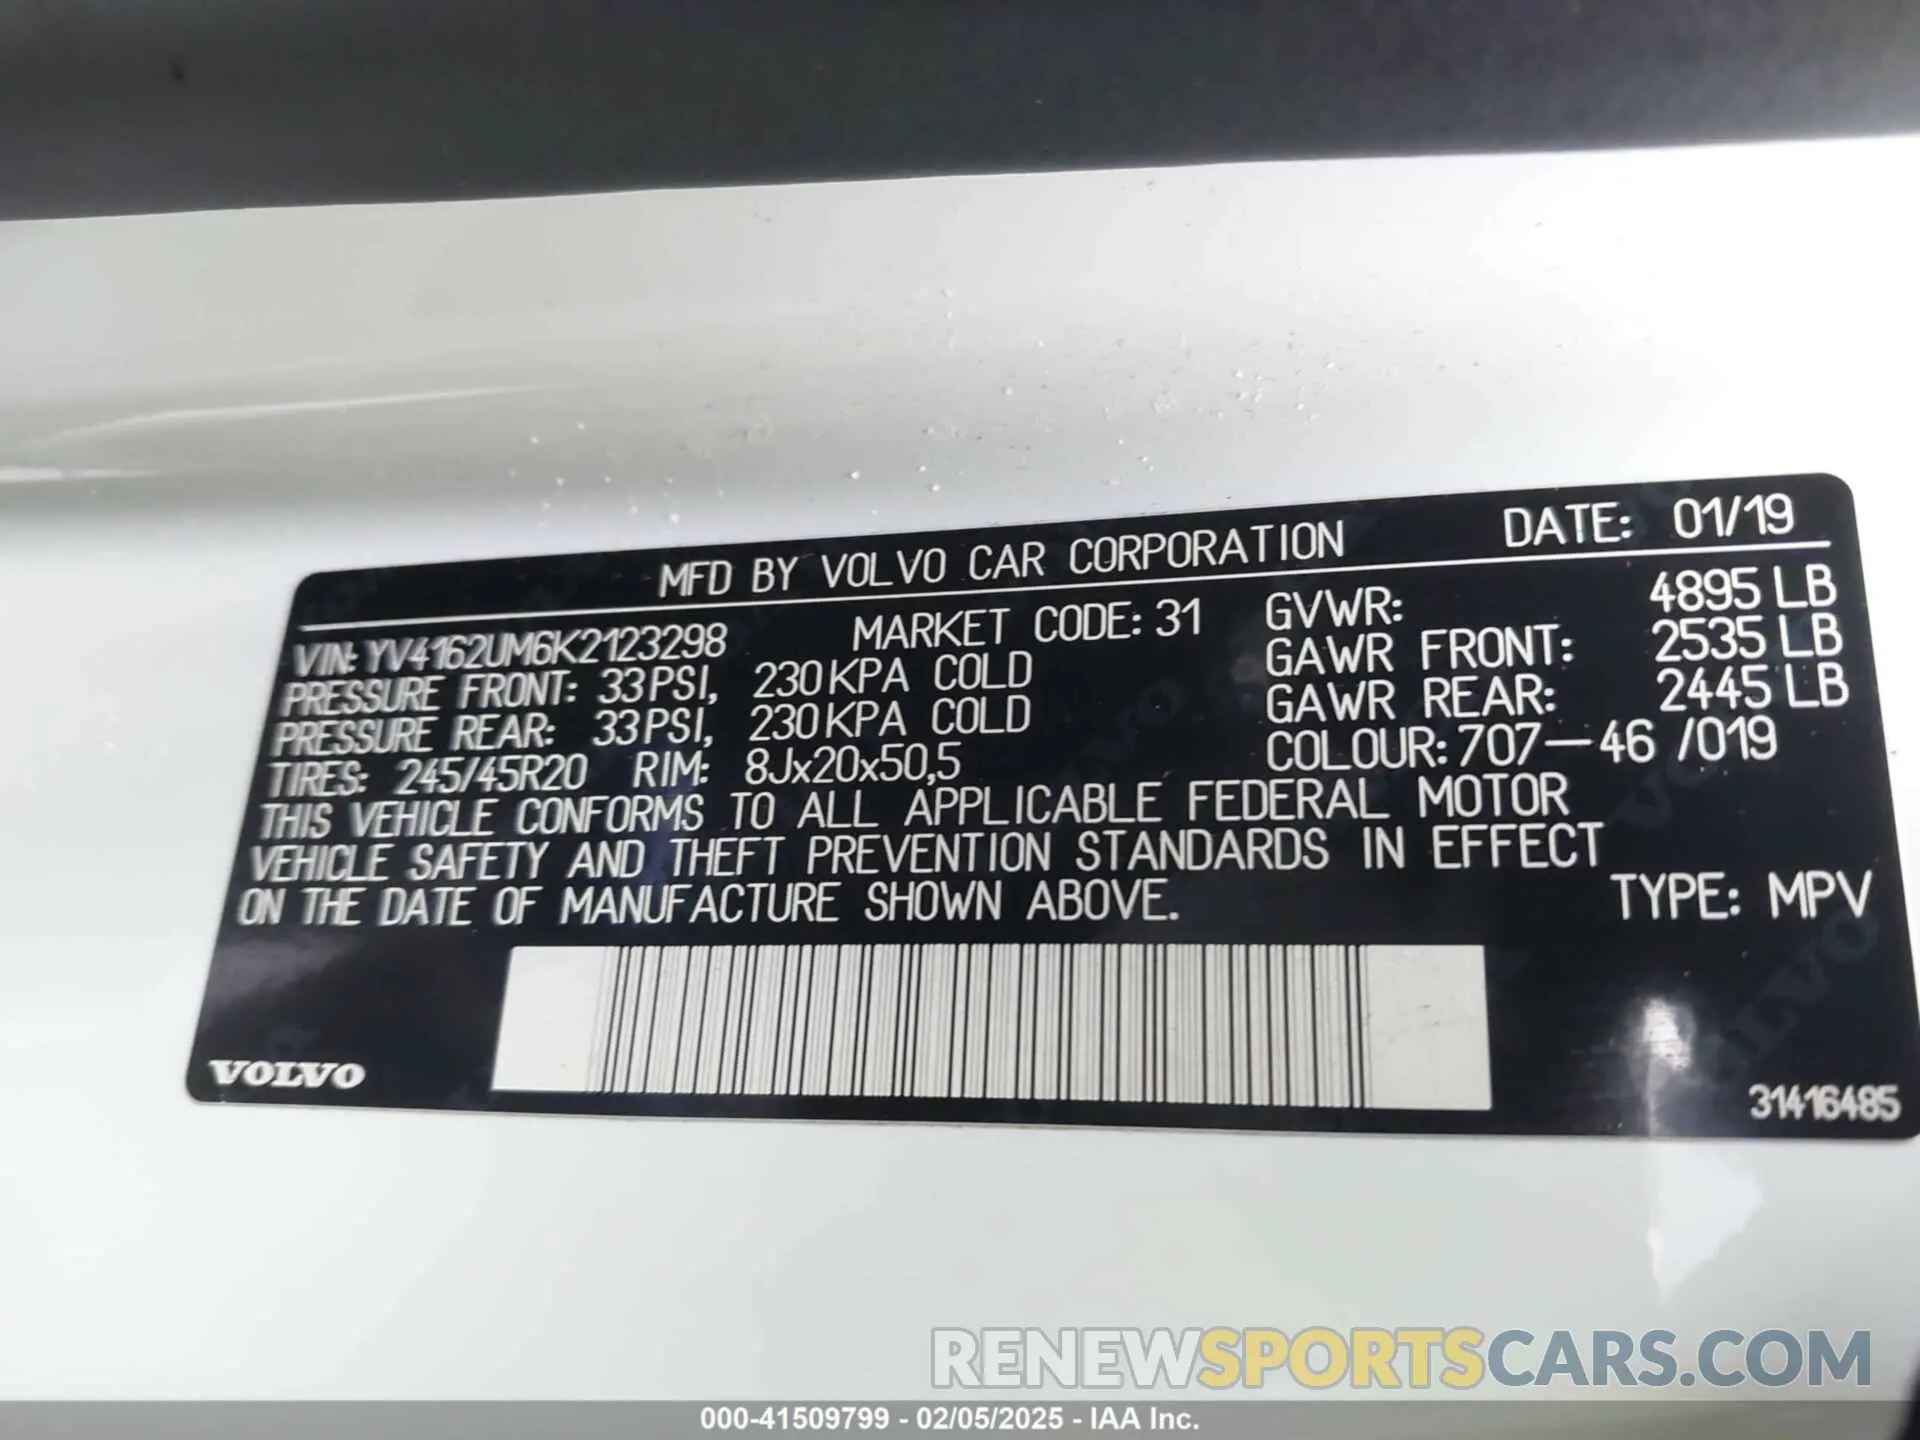 MFD BY VOLVO CAR CORPORATION DATE: 01/19
VIN: YV4162UM6K2123298 MARKET CODE: 31 GVWR: 4895 LB
PRESSURE FRONT: 33PSI, 230KPA COLD GAWR FRONT: 2535 LB
PRESSURE REAR: 33PSI, 230KPA COLD GAWR REAR: 2445 LB
TIRES: 245/45R20 RIM: 8Jx20x50,5 COLOUR: 707-46 /019
THIS VEHICLE CONFORMS TO ALL APPLICABLE FEDERAL MOTOR
VEHICLE SAFETY AND THEFT PREVENTION STANDARDS IN EFFECT
ON THE DATE OF MANUFACTURE SHOWN ABOVE. TYPE: MPV
VOLVO 31416485
RENEWSPORTSCARS.COM
000-41509799 - 02/05/2025 - IAA Inc.